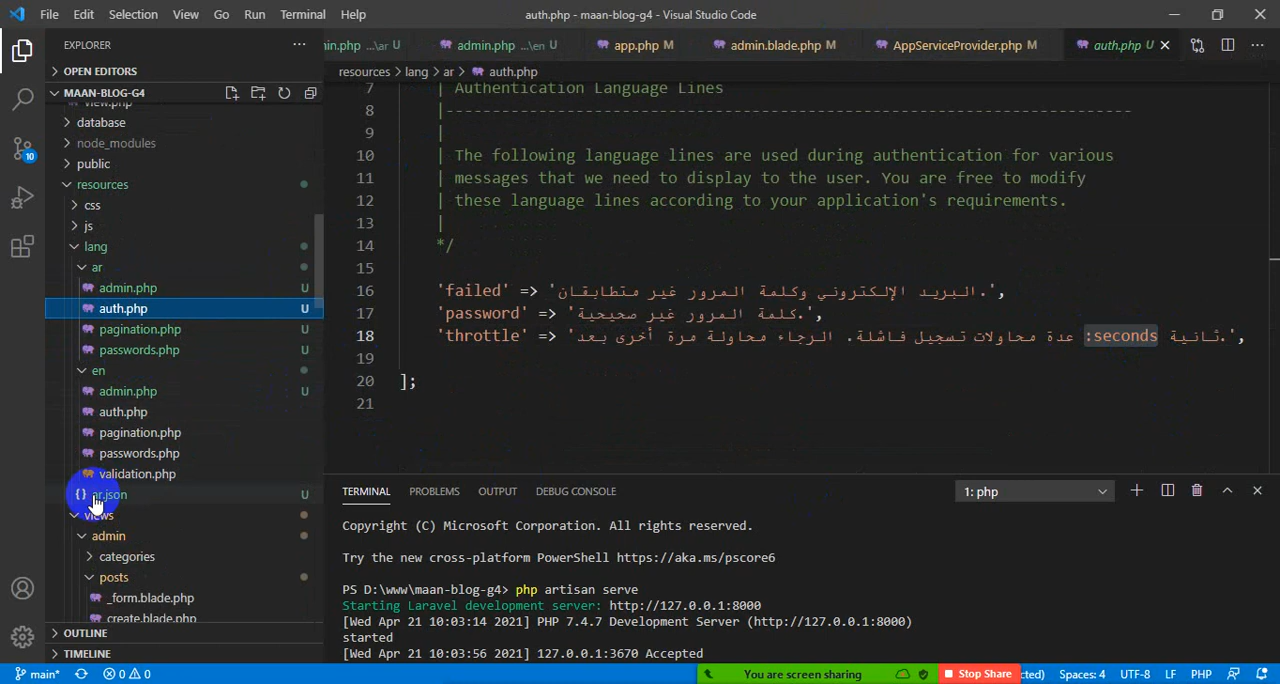 File Edit Selection View Go Run Terminal Help
auth.php - maan-blog-g4 - Visual Studio Code
EXPLORER
OPEN EDITORS
MAAN-BLOG-G4
view.php
database
node_modules
public
resources
css
js
lang
ar
admin.php U
auth.php U
pagination.php U
passwords.php U
en
admin.php U
auth.php
pagination.php
passwords.php
validation.php
{} ar.json U
views
admin
categories
posts
_form.blade.php
create.blade.php
OUTLINE
TIMELINE
10
in.php ...\ar U
admin.php ...\en U
app.php M
admin.blade.php M
AppServiceProvider.php M
auth.php U
resources > lang > ar > auth.php
7 | Authentication Language Lines
8 |--------------------------------------------------------------------------
9 |
10 | The following language lines are used during authentication for various
11 | messages that we need to display to the user. You are free to modify
12 | these language lines according to your application's requirements.
13 |
14 */
15
16 'failed' => 'البريد الإلكتروني وكلمة المرور غير متطابقان.',
17 'password' => 'كلمة المرور غير صحيحية.',
18 'throttle' => 'عدة محاولات تسجيل فاشلة. الرجاء محاولة مرة أخرى بعد :seconds ثانية.',
19
20 ];
21
TERMINAL PROBLEMS OUTPUT DEBUG CONSOLE
1: php
Copyright (C) Microsoft Corporation. All rights reserved.
Try the new cross-platform PowerShell https://aka.ms/pscore6
PS D:\www\maan-blog-g4> php artisan serve
Starting Laravel development server: http://127.0.0.1:8000
[Wed Apr 21 10:03:14 2021] PHP 7.4.7 Development Server (http://127.0.0.1:8000)
started
[Wed Apr 21 10:03:56 2021] 127.0.0.1:3670 Accepted
main* 0 0
You are screen sharing
Stop Share
cted) Spaces: 4 UTF-8 LF PHP